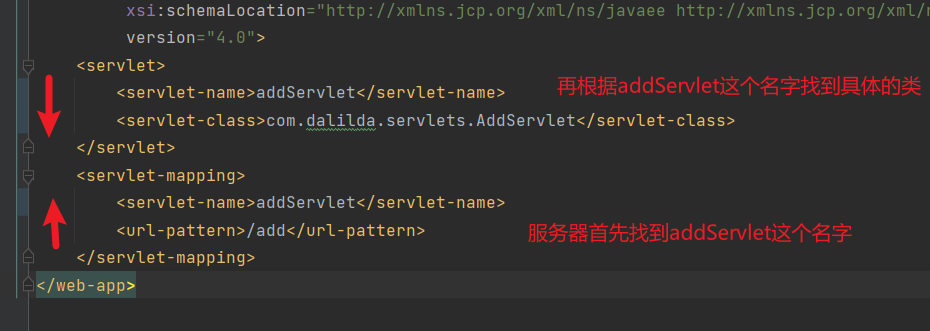 xsi:schemaLocation="http://xmlns.jcp.org/xml/ns/javaee http://xmlns.jcp.org/xml/
version="4.0">
<servlet>
<servlet-name>addServlet</servlet-name> 再根据addServlet这个名字找到具体的类
<servlet-class>com.dalilda.servlets.AddServlet</servlet-class>
</servlet>
<servlet-mapping>
<servlet-name>addServlet</servlet-name>
<url-pattern>/add</url-pattern> 服务器首先找到addServlet这个名字
</servlet-mapping>
</web-app>